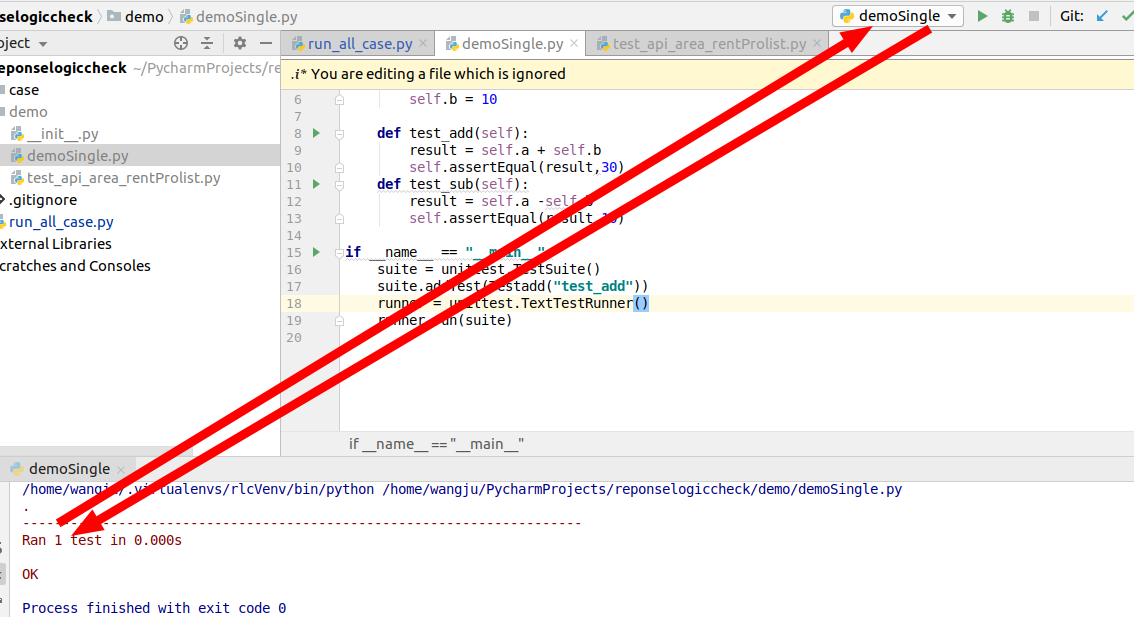 selogiccheck demo demoSingle.py demoSingle Git:
oject run_all_case.py demoSingle.py test_api_area_rentProlist.py
eponselogiccheck ~/PycharmProjects/re
.i* You are editing a file which is ignored
case
demo
__init__.py
demoSingle.py
test_api_area_rentProlist.py
.gitignore
run_all_case.py
xternal Libraries
cratches and Consoles
6 self.b = 10
7
8 def test_add(self):
9 result = self.a + self.b
10 self.assertEqual(result,30)
11 def test_sub(self):
12 result = self.a -self.b
13 self.assertEqual(result,10)
14
15 if __name__ == "__main__"
16 suite = unittest.TestSuite()
17 suite.addTest(Testadd("test_add"))
18 runner = unittest.TextTestRunner()
19 runner.run(suite)
20
if __name__ == "__main__"
demoSingle
/home/wangju/.virtualenvs/rlcVenv/bin/python /home/wangju/PycharmProjects/reponselogiccheck/demo/demoSingle.py
.
----------------------------------------------------------------------
Ran 1 test in 0.000s
OK
Process finished with exit code 0